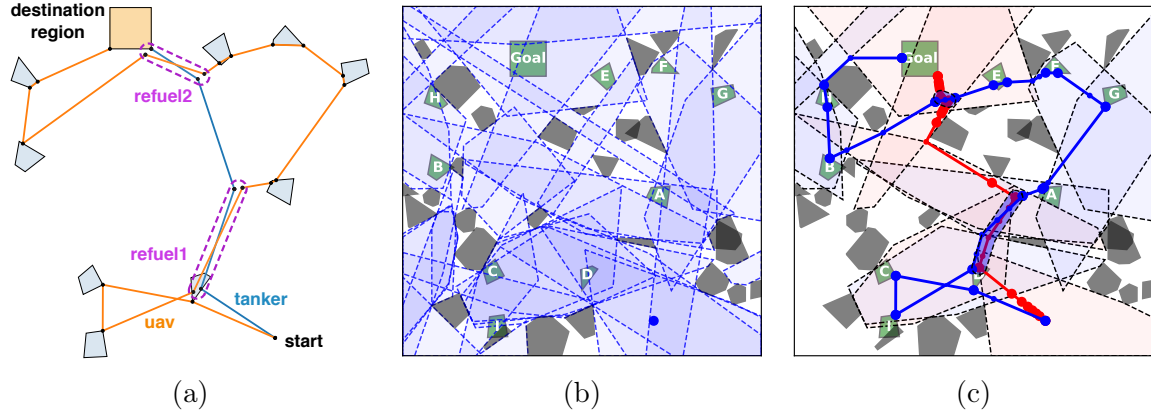 destination
region
refuel2
refuel1
tanker
uav
start
Goal
E
F
H
G
B
A
C
D
I
Goal
E
F
H
G
B
A
C
I
(a)
(b)
(c)